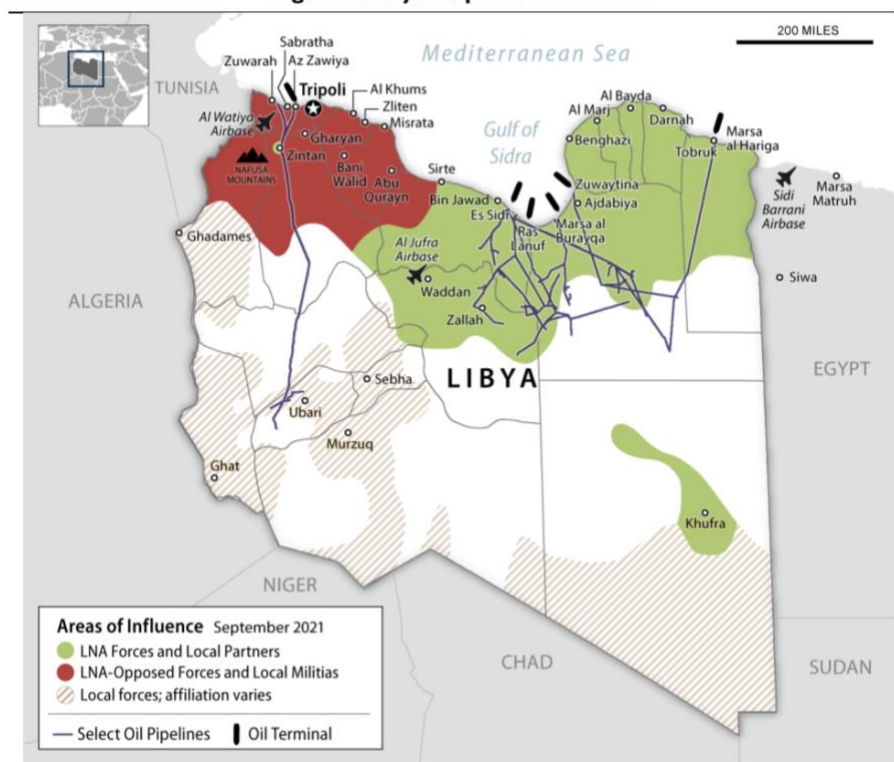 200 MILES
Mediterranean Sea
Sabratha
Zuwarah
Az Zawiya
TUNISIA
Tripoli
Al Khums
Zliten
Misrata
Al Watiya
Airbase
Gharyan
Zintan
NAFUSA
MOUNTAINS
Bani
Walid
Abu
Qurayn
Sirte
Gulf of
Sidra
Al Bayda
Al Marj
Darnah
Benghazi
Tobruk
Marsa
al Hariga
Bin Jawad
Es Sidr
Ras
Lanuf
Zuwaytina
Ajdabiya
Marsa al
Burayqa
Sidi
Barrani
Airbase
Marsa
Matruh
Ghadames
Al Jufra
Airbase
Waddan
Zallah
Siwa
ALGERIA
LIBYA
EGYPT
Sebha
Ubari
Murzuq
Ghat
Khufra
NIGER
CHAD
SUDAN
Areas of Influence September 2021
LNA Forces and Local Partners
LNA-Opposed Forces and Local Militias
Local forces; affiliation varies
Select Oil Pipelines
Oil Terminal